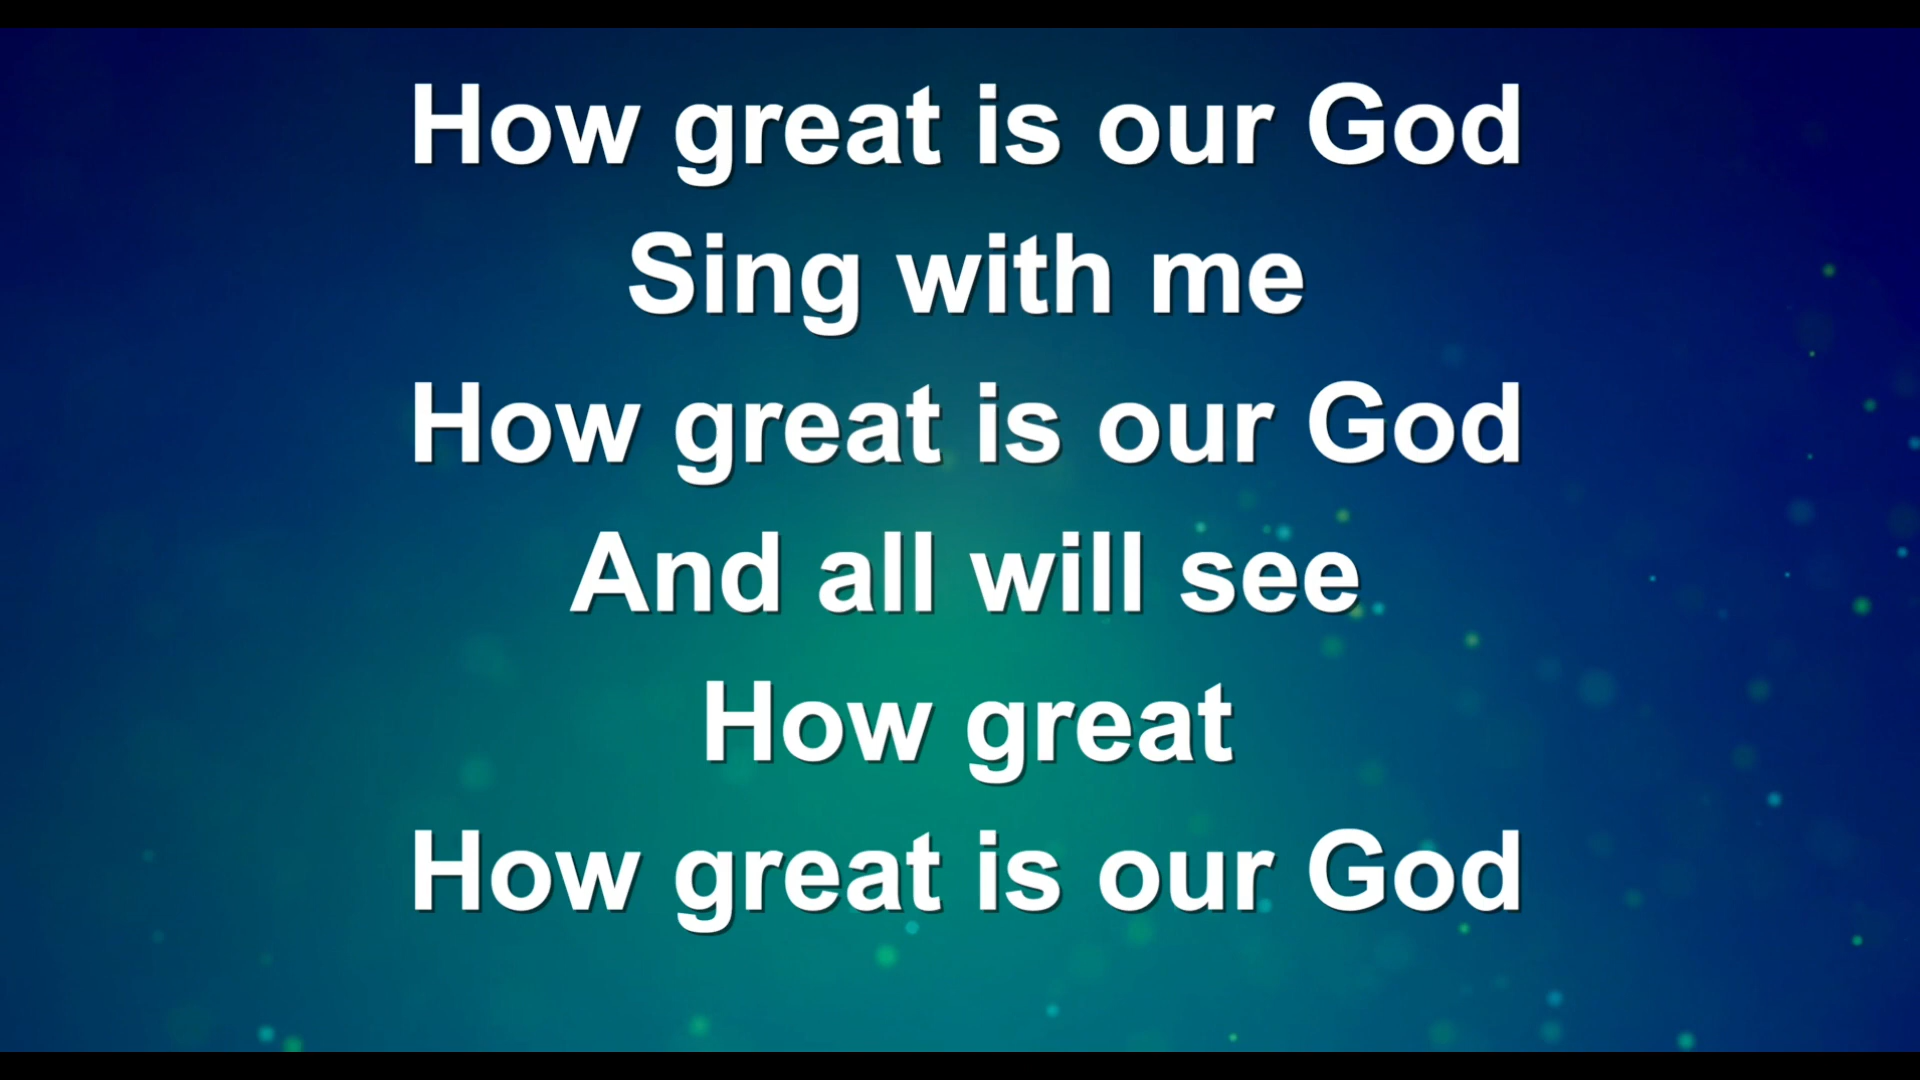 How great is our God
Sing with me
How great is our God
And all will see
How great
How great is our God